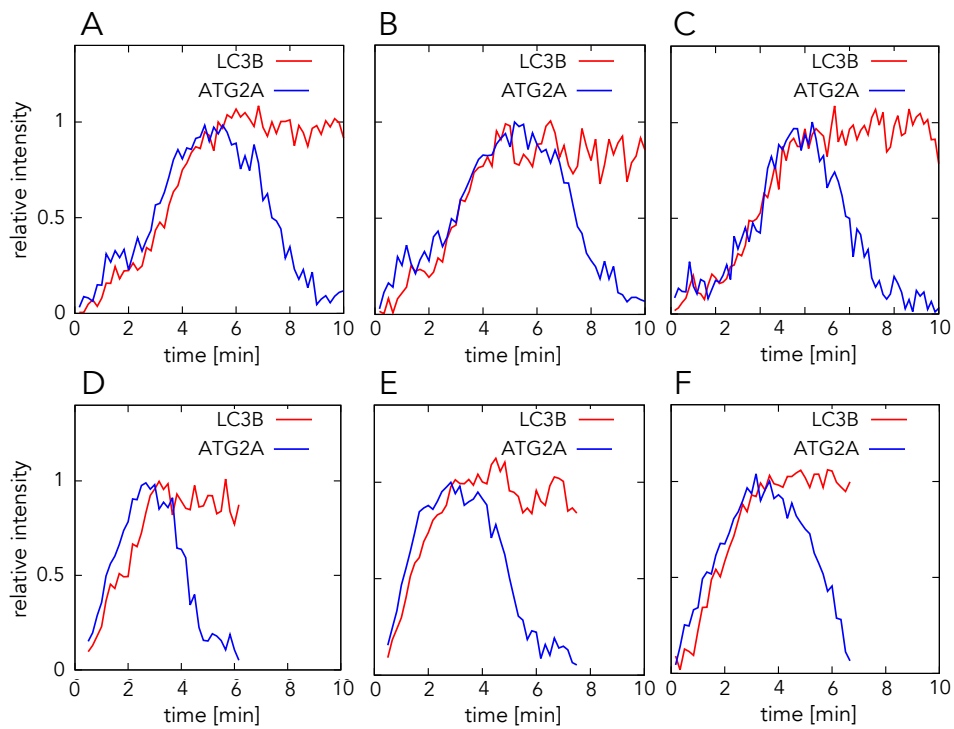 A B C
LC3B LC3B LC3B
ATG2A ATG2A ATG2A
relative intensity
1
0.5
0
0 2 4 6 8 10 0 2 4 6 8 10 0 2 4 6 8 10
time [min] time [min] time [min]
D E F
LC3B LC3B LC3B
ATG2A ATG2A ATG2A
relative intensity
1
0.5
0
0 2 4 6 8 10 0 2 4 6 8 10 0 2 4 6 8 10
time [min] time [min] time [min]